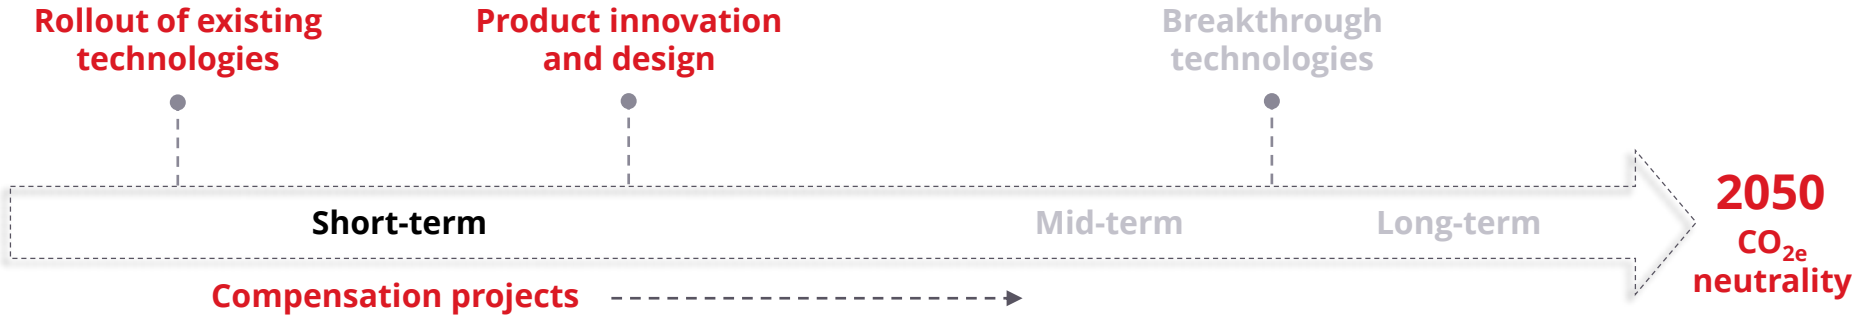 Rollout of existing
technologies
Product innovation
and design
Breakthrough
technologies
Short-term
Mid-term
Long-term
2050
CO2e
neutrality
Compensation projects